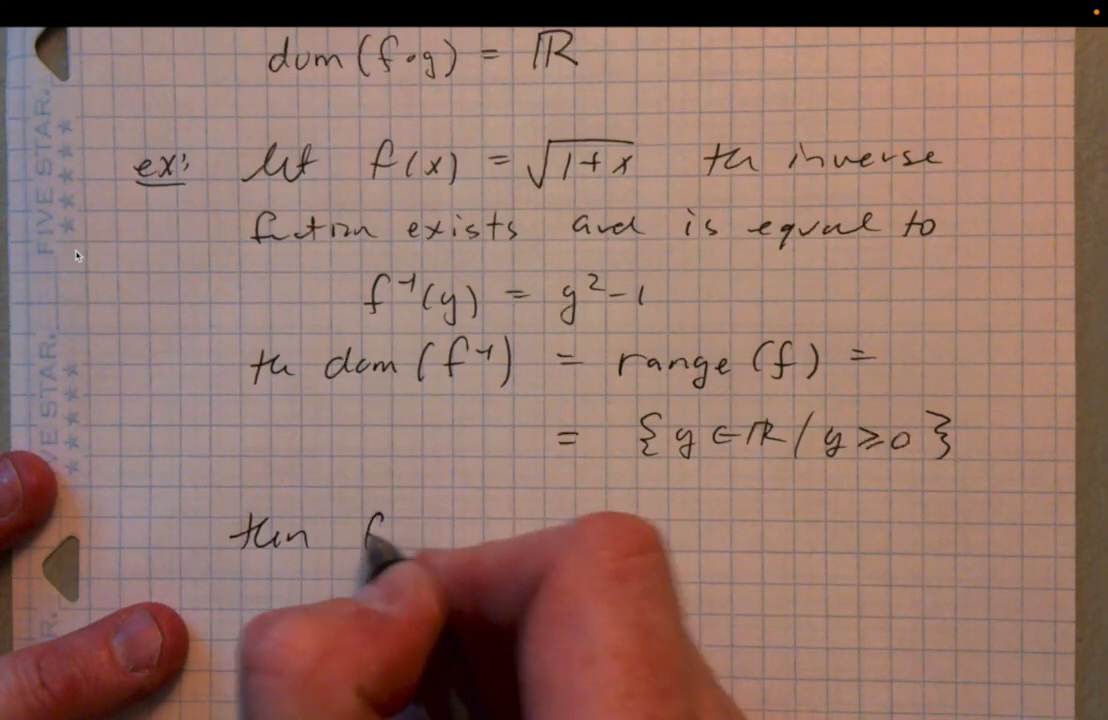 dom(f∘g) = ℝ
ex: let f(x) = √(1+x) the inverse
function exists and is equal to
f⁻¹(y) = y²-1
the dom(f⁻¹) = range(f) =
= {y∈ℝ / y⩾0}
then f
FIVE STAR.
★★★★★
VE STAR.
★★★★★
R.